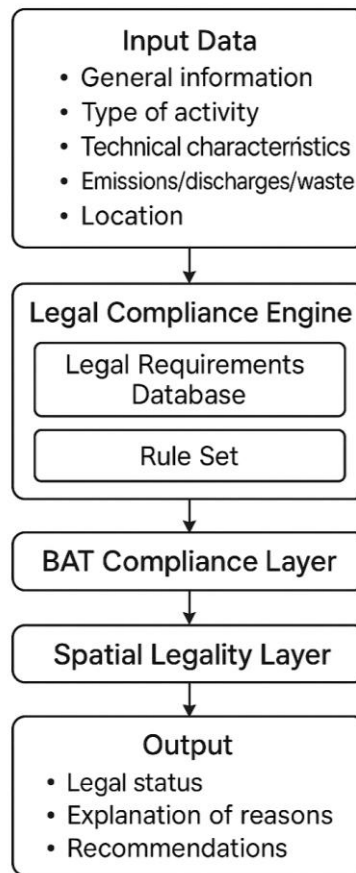 Input Data
• General information
• Type of activity
• Technical characteristics
• Emissions/discharges/waste
• Location
Legal Compliance Engine
Legal Requirements
Database
Rule Set
BAT Compliance Layer
Spatial Legality Layer
Output
• Legal status
• Explanation of reasons
• Recommendations